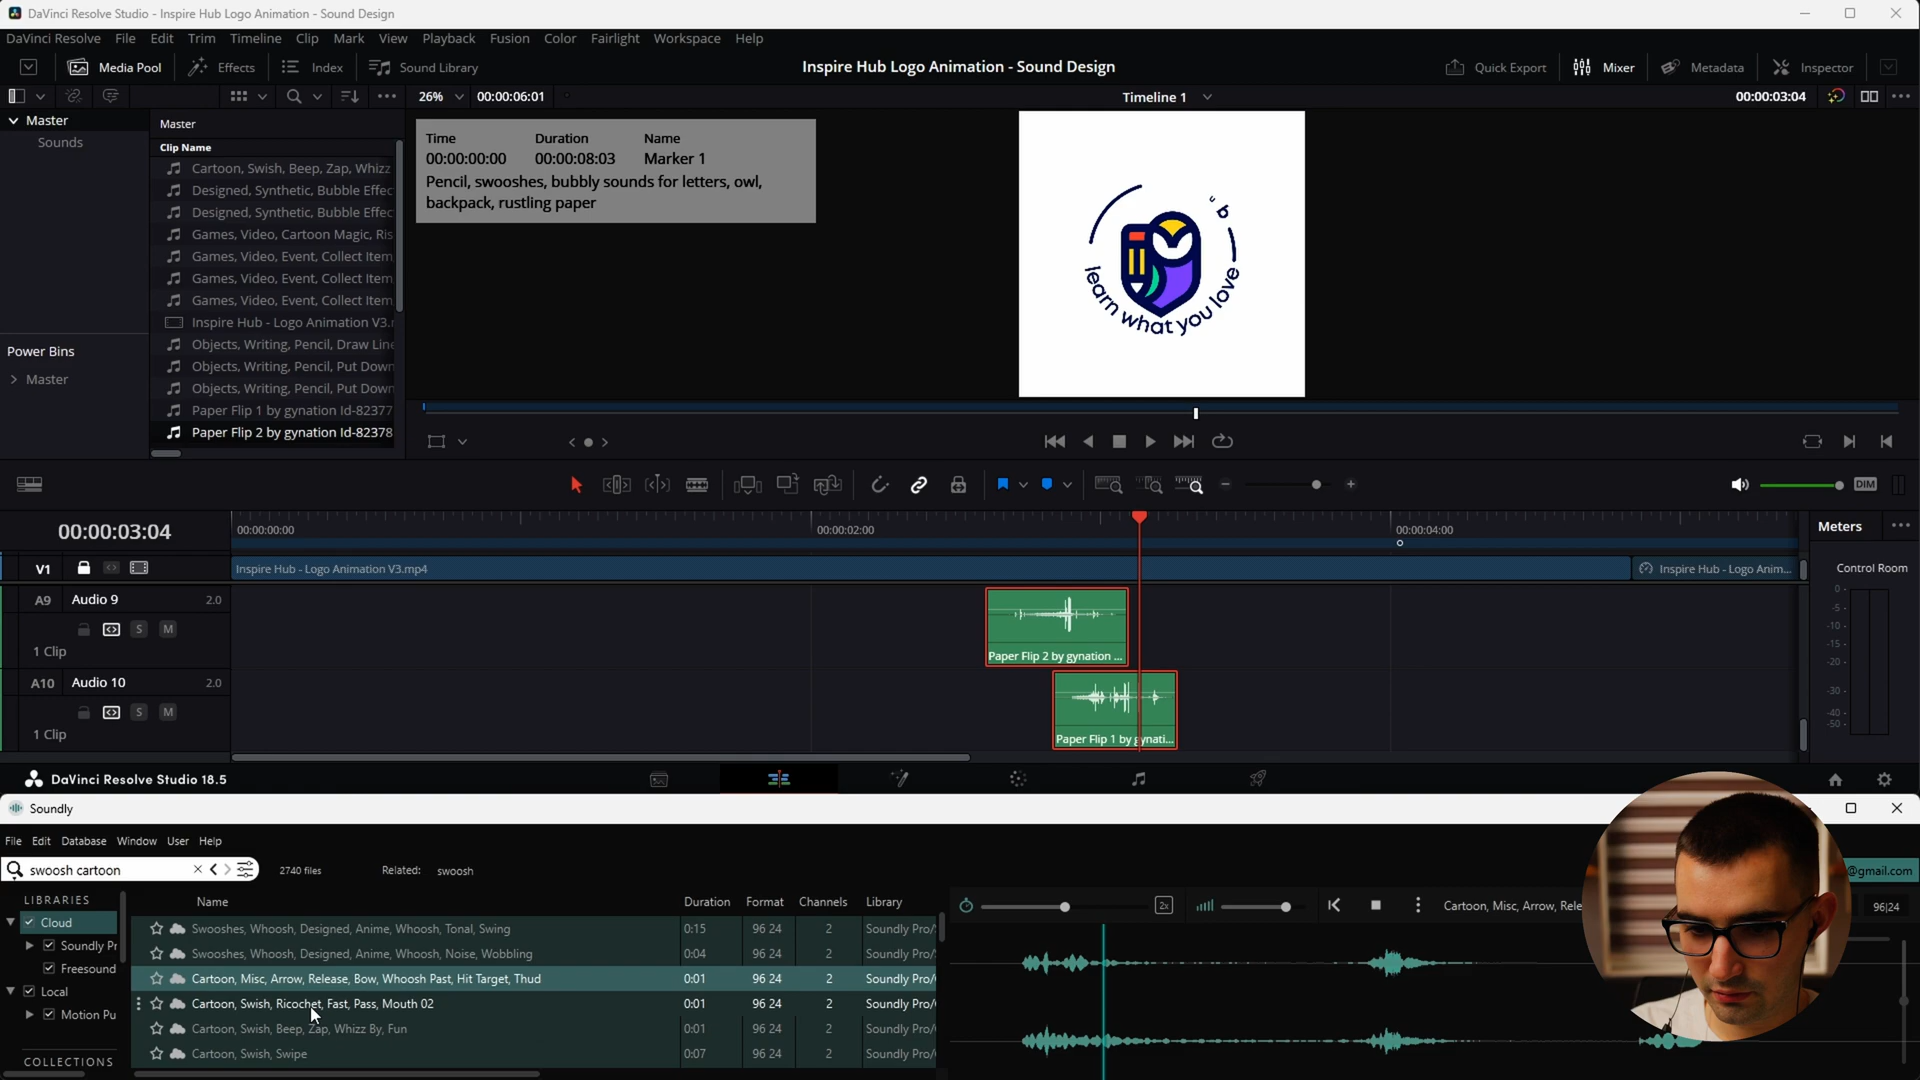 DaVinci Resolve Studio - Inspire Hub Logo Animation - Sound Design
DaVinci Resolve File Edit Trim Timeline Clip Mark View Playback Fusion Color Fairlight Workspace Help
Media Pool Effects Index Sound Library Inspire Hub Logo Animation - Sound Design Quick Export Mixer Metadata Inspector
26% 00:00:06:01 Timeline 1 00:00:03:04
Master
Sounds
Power Bins
Master
Master
Clip Name
Cartoon, Swish, Beep, Zap, Whizz
Designed, Synthetic, Bubble Effec
Designed, Synthetic, Bubble Effec
Games, Video, Cartoon Magic, Ris
Games, Video, Event, Collect Item
Games, Video, Event, Collect Item
Games, Video, Event, Collect Item
Inspire Hub - Logo Animation V3.
Objects, Writing, Pencil, Draw Line
Objects, Writing, Pencil, Put Down
Objects, Writing, Pencil, Put Down
Paper Flip 1 by gynation Id-82377
Paper Flip 2 by gynation Id-82378
Time Duration Name
00:00:00:00 00:00:08:03 Marker 1
Pencil, swooshes, bubbly sounds for letters, owl,
backpack, rustling paper
b
learn what you love
DIM
00:00:03:04 00:00:00:00 00:00:02:00 00:00:04:00
V1 Inspire Hub - Logo Animation V3.mp4 Inspire Hub - Logo Anim...
A9 Audio 9 2.0
S M
1 Clip
Paper Flip 2 by gynation ...
A10 Audio 10 2.0
S M
1 Clip
Paper Flip 1 by gynati...
Meters
Control Room
0
-5
-10
-15
-20
-30
-40
-50
DaVinci Resolve Studio 18.5
Soundly
File Edit Database Window User Help
swoosh cartoon 2740 files Related: swoosh @gmail.com
LIBRARIES
Cloud
Soundly Pr
Freesound
Local
Motion Pu
COLLECTIONS
Name Duration Format Channels Library
Swooshes, Whoosh, Designed, Anime, Whoosh, Tonal, Swing 0:15 96 24 2 Soundly Pro/
Swooshes, Whoosh, Designed, Anime, Whoosh, Noise, Wobbling 0:04 96 24 2 Soundly Pro/
Cartoon, Misc, Arrow, Release, Bow, Whoosh Past, Hit Target, Thud 0:01 96 24 2 Soundly Pro/
Cartoon, Swish, Ricochet, Fast, Pass, Mouth 02 0:01 96 24 2 Soundly Pro/
Cartoon, Swish, Beep, Zap, Whizz By, Fun 0:01 96 24 2 Soundly Pro/
Cartoon, Swish, Swipe 0:07 96 24 2 Soundly Pro/
2x Cartoon, Misc, Arrow, Rele 96|24